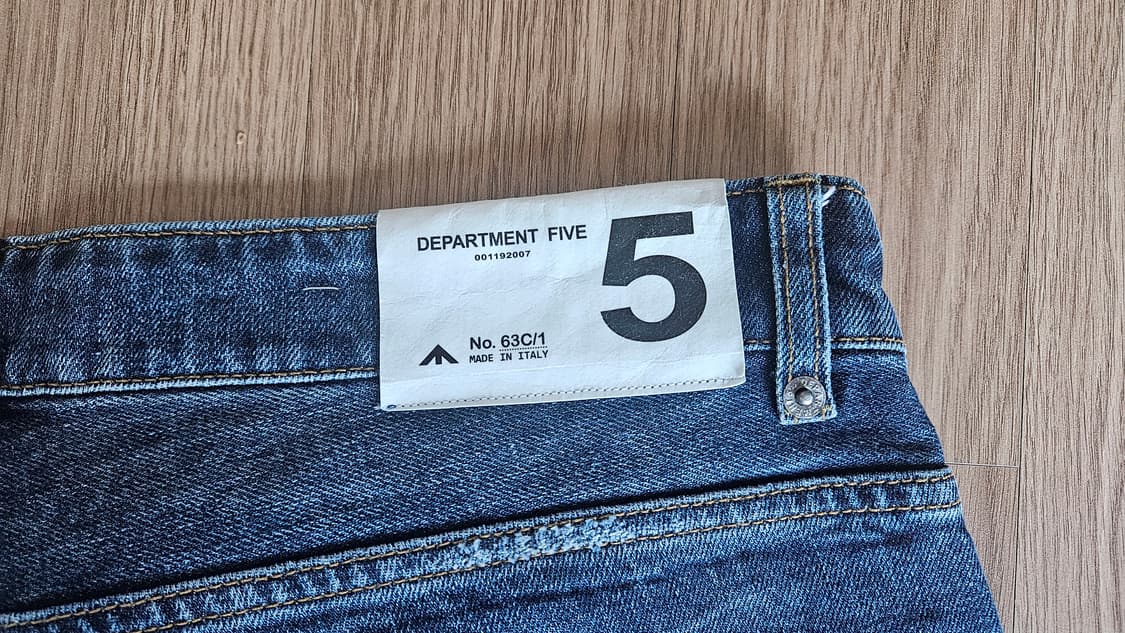 DEPARTMENT FIVE
001192007
5
No. 63C/1
MADE IN ITALY